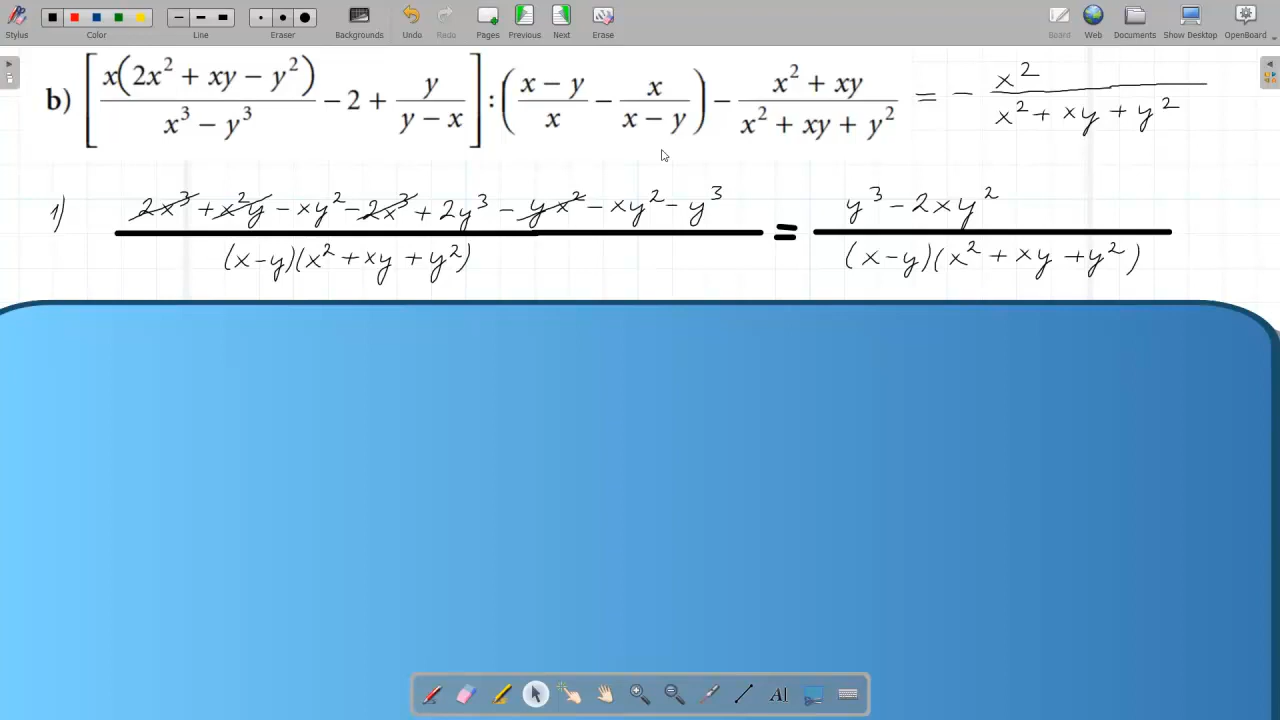 Stylus Color Line Eraser Backgrounds Undo Redo Pages Previous Next Erase Board Web Documents Show Desktop OpenBoard
b) [x(2x² + xy − y²)/(x³ − y³) − 2 + y/(y − x)] : ((x − y)/x − x/(x − y)) − (x² + xy)/(x² + xy + y²) = − x²/(x² + xy + y²)
1) (2x³ + x²y − xy² − 2x³ + 2y³ − yx² − xy² − y³)/((x−y)(x² + xy + y²)) = (y³ − 2xy²)/((x−y)(x² + xy + y²))
AI